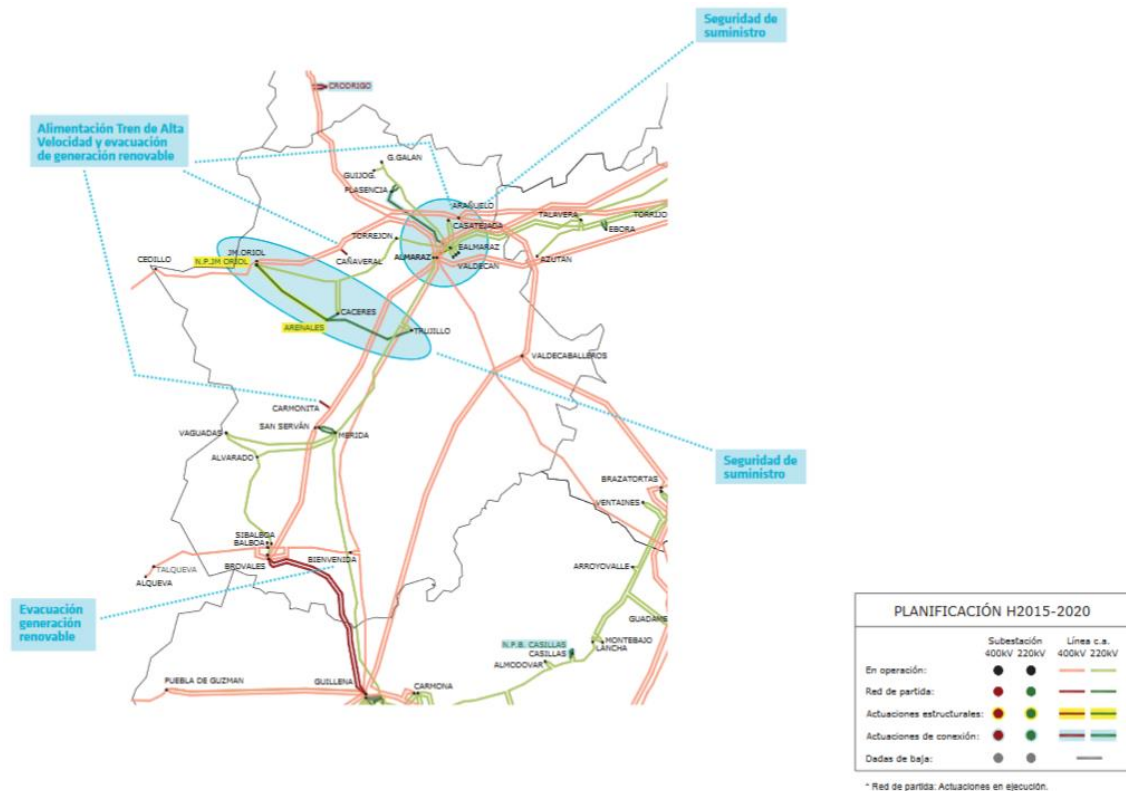 Seguridad de
suministro
CRODRIGO
Alimentación Tren de Alta
Velocidad y evacuación
de generación renovable
G.GALAN
GUIJOG.
PLASENCIA
ARAÑUELO
CASATEJADA
TALAVERA
TORRIJO
EBORA
TORREJON
EALMARAZ
ALMARAZ
VALDECAN
AZUTAN
JM.ORIOL
N.P.JM ORIOL
CEDILLO
CAÑAVERAL
CACERES
ARENALES
TRUJILLO
VALDECABALLEROS
CARMONITA
SAN SERVÁN
MERIDA
VAGUADAS
ALVARADO
Seguridad de
suministro
BRAZATORTAS
VENTAINES
SIBALBOA
BALBOA
BIENVENIDA
BROVALES
TALQUEVA
ALQUEVA
ARROYOVALLE
Evacuación
generación
renovable
GUADAME
N.P.B. CASILLAS
CASILLAS
MONTEBAJO
LANCHA
ALMODOVAR
PUEBLA DE GUZMAN
GUILLENA
CARMONA
PLANIFICACIÓN H2015-2020
Subestación Línea c.a.
400kV 220kV 400kV 220kV
En operación:
Red de partida:
Actuaciones estructurales:
Actuaciones de conexión:
Dadas de baja:
* Red de partida: Actuaciones en ejecución.